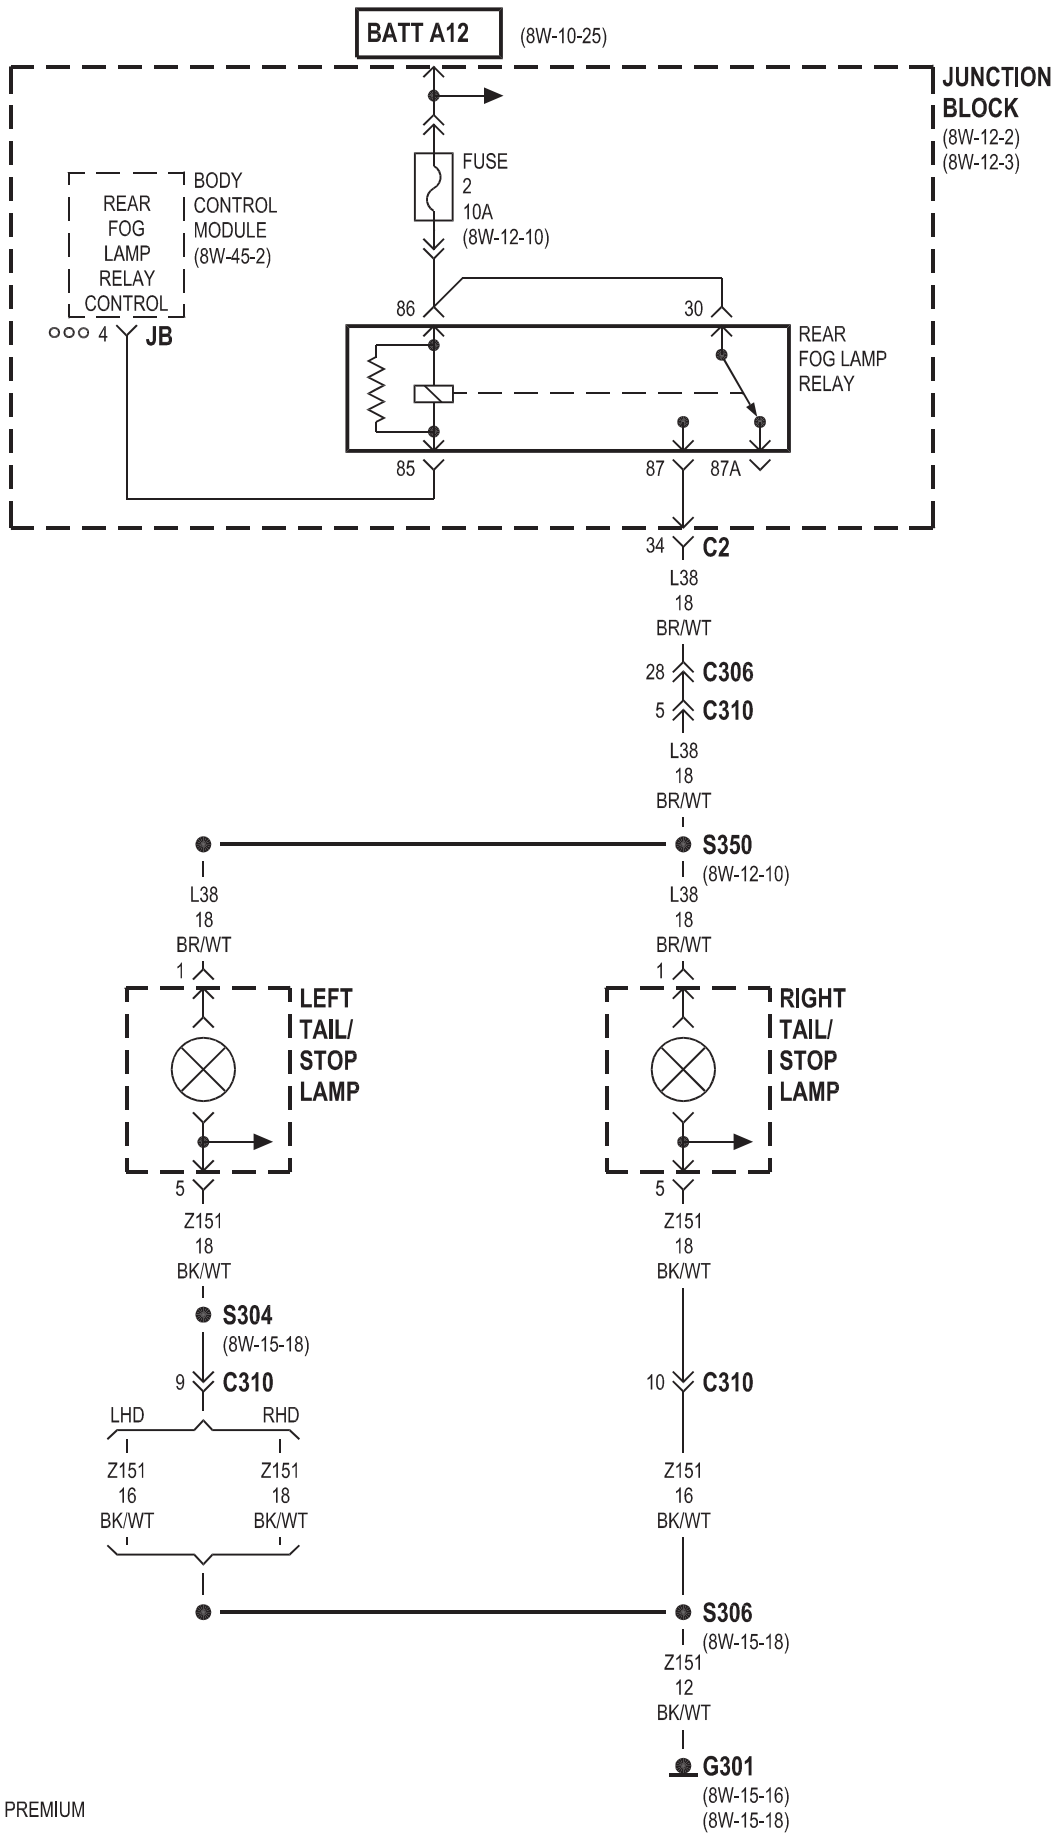 BATT A12
(8W-10-25)
JUNCTION
BLOCK
(8W-12-2)
(8W-12-3)
FUSE
2
10A
(8W-12-10)
BODY
CONTROL
MODULE
(8W-45-2)
REAR
FOG
LAMP
RELAY
CONTROL
4
JB
86
30
REAR
FOG LAMP
RELAY
85
87
87A
34
C2
L38
18
BR/WT
28
C306
5
C310
L38
18
BR/WT
S350
(8W-12-10)
L38
18
BR/WT
1
L38
18
BR/WT
1
LEFT
TAIL/
STOP
LAMP
RIGHT
TAIL/
STOP
LAMP
5
Z151
18
BK/WT
5
Z151
18
BK/WT
S304
(8W-15-18)
9
C310
10
C310
LHD
RHD
Z151
16
BK/WT
Z151
18
BK/WT
Z151
16
BK/WT
S306
(8W-15-18)
Z151
12
BK/WT
G301
(8W-15-16)
(8W-15-18)
PREMIUM